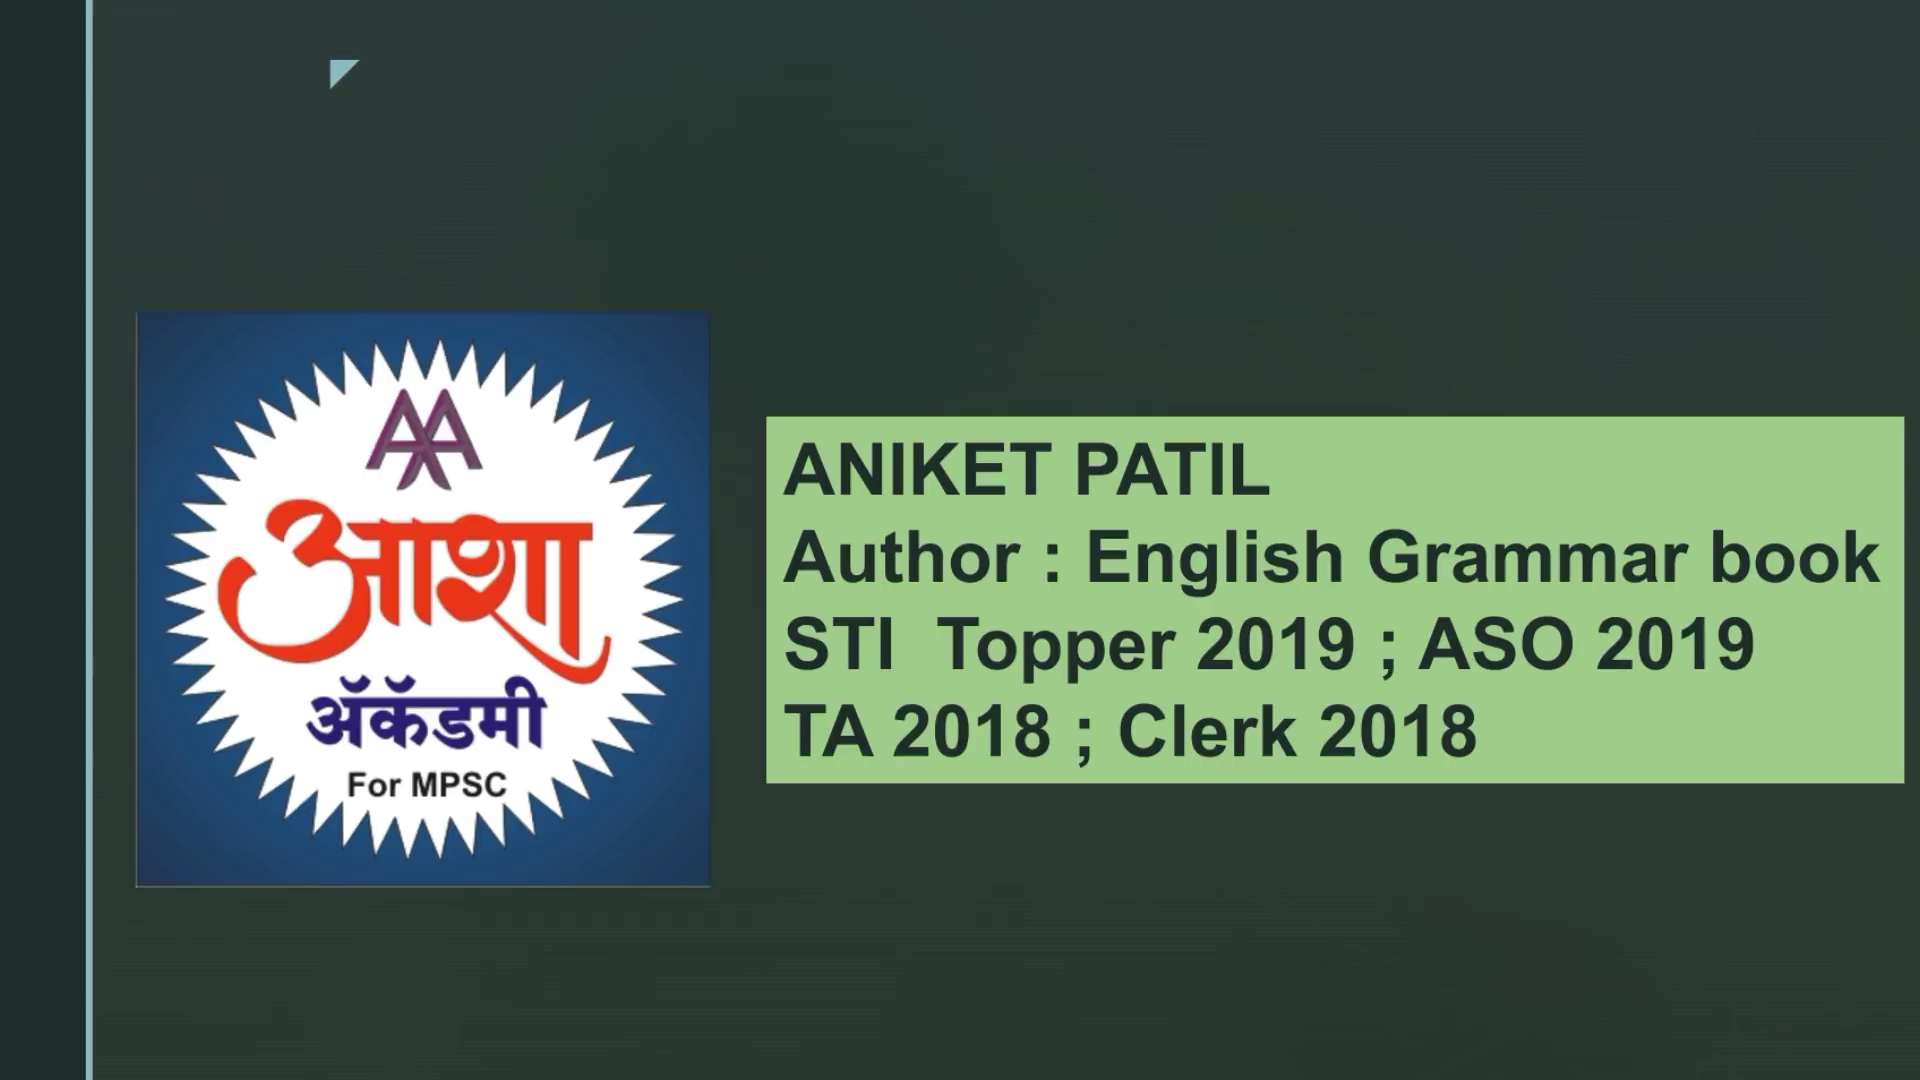 AA
आशा
ॲकॅडमी
For MPSC
ANIKET PATIL
Author : English Grammar book
STI Topper 2019 ; ASO 2019
TA 2018 ; Clerk 2018